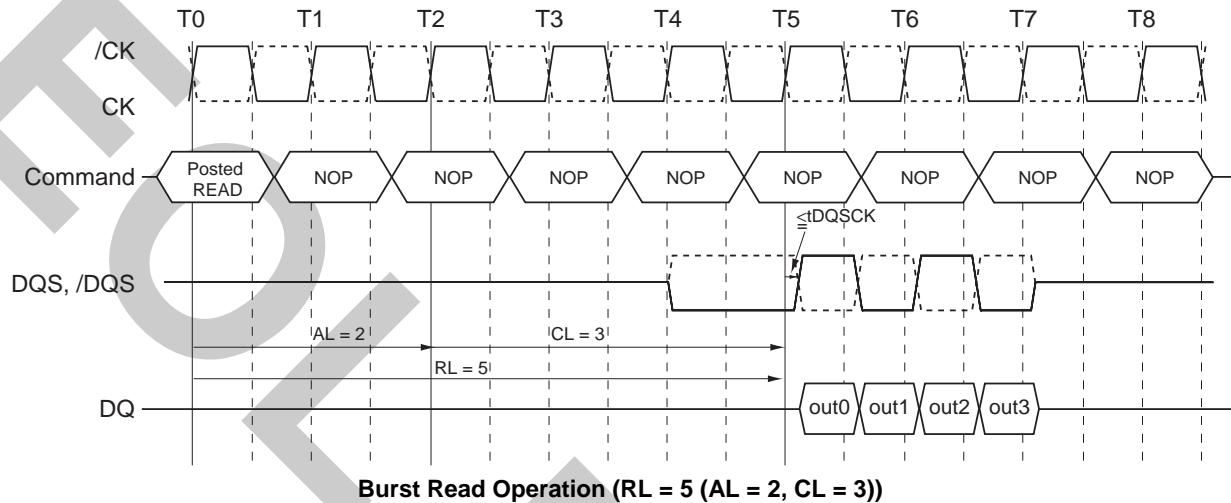 T0 T1 T2 T3 T4 T5 T6 T7 T8
/CK
CK
Command
Posted READ NOP NOP NOP NOP NOP NOP NOP NOP
≤tDQSCK
DQS, /DQS
AL = 2 CL = 3
RL = 5
DQ out0 out1 out2 out3
Burst Read Operation (RL = 5 (AL = 2, CL = 3))